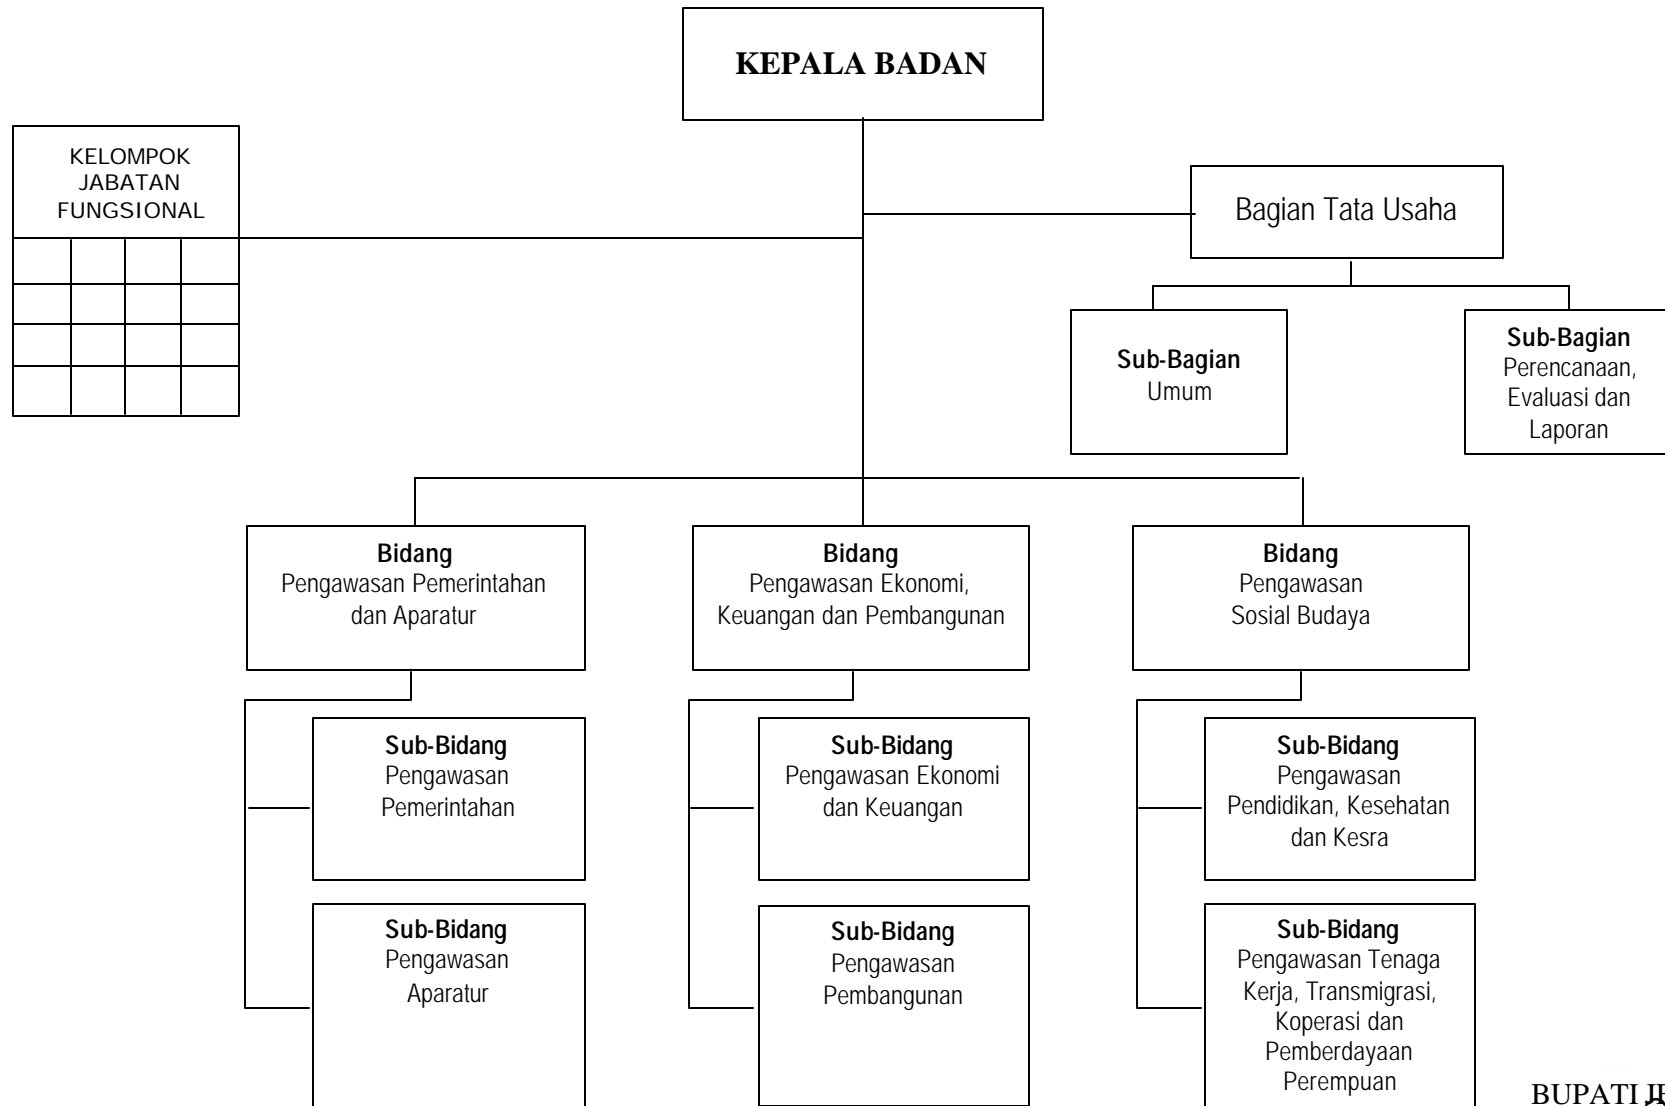 KEPALA BADAN
KELOMPOK
JABATAN
FUNGSIONAL
Bagian Tata Usaha
Sub-Bagian
Umum
Sub-Bagian
Perencanaan,
Evaluasi dan
Laporan
Bidang
Pengawasan Pemerintahan
dan Aparatur
Bidang
Pengawasan Ekonomi,
Keuangan dan Pembangunan
Bidang
Pengawasan
Sosial Budaya
Sub-Bidang
Pengawasan
Pemerintahan
Sub-Bidang
Pengawasan Ekonomi
dan Keuangan
Sub-Bidang
Pengawasan
Pendidikan, Kesehatan
dan Kesra
Sub-Bidang
Pengawasan
Aparatur
Sub-Bidang
Pengawasan
Pembangunan
Sub-Bidang
Pengawasan Tenaga
Kerja, Transmigrasi,
Koperasi dan
Pemberdayaan
Perempuan
BUPATI